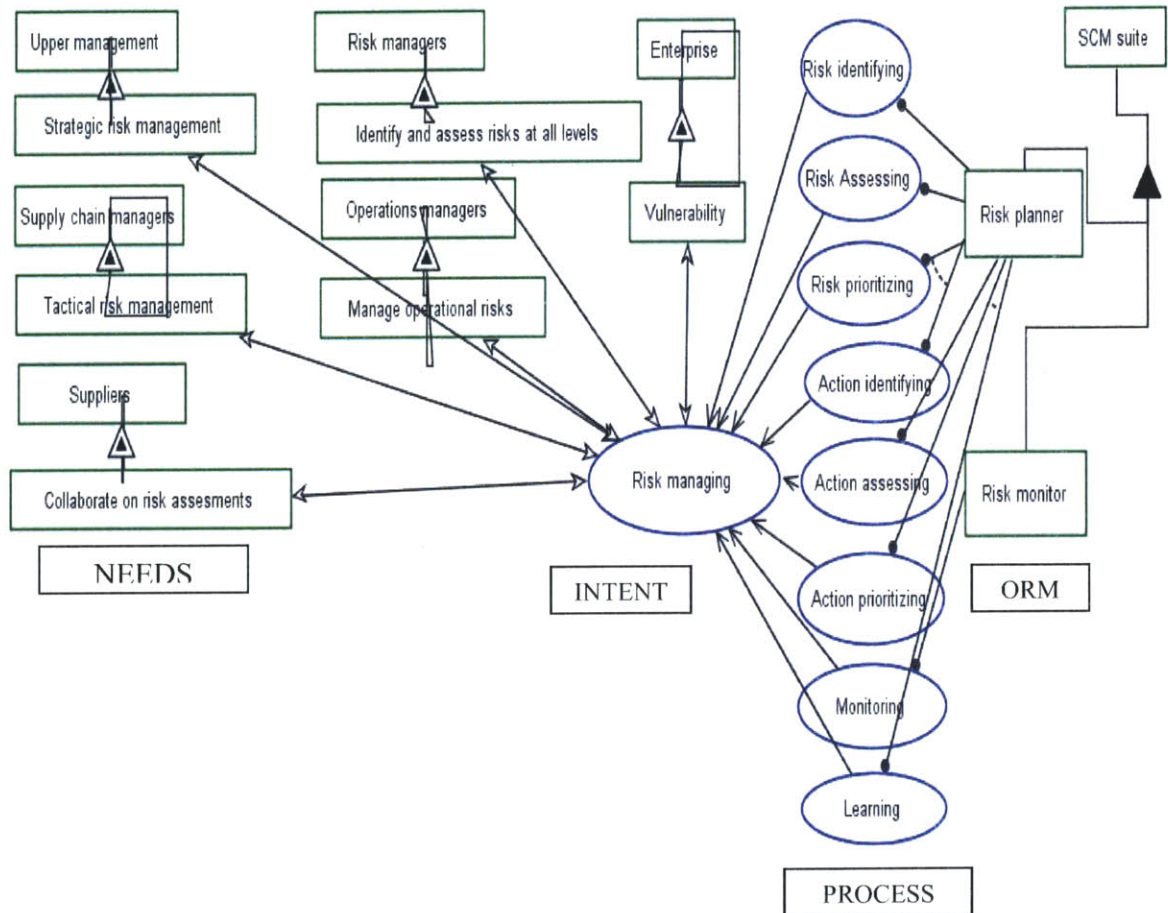 Upper management
Risk managers
Enterprise
Risk identifying
SCM suite
Strategic risk management
Identify and assess risks at all levels
Risk Assessing
Supply chain managers
Operations managers
Vulnerability
Risk planner
Tactical risk management
Manage operational risks
Risk prioritizing
Suppliers
Action identifying
Collaborate on risk assesments
Risk managing
Action assessing
Risk monitor
NEEDS
INTENT
Action prioritizing
ORM
Monitoring
Learning
PROCESS